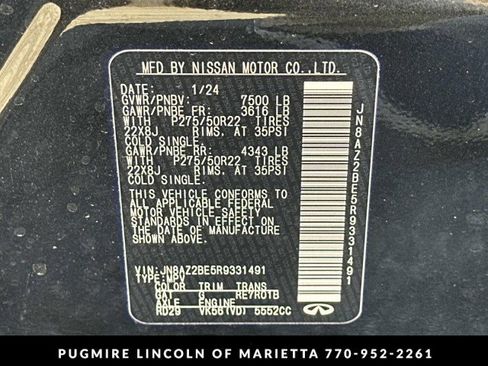 MFD BY NISSAN MOTOR CO.,LTD.
DATE: 1/24
GVWR/PNBV: 7500 LB
GAWR/PNBE FR: 3616 LB
WITH P275/50R22 TIRES
22X8J RIMS. AT 35PSI
COLD SINGLE.
GAWR/PNBE RR: 4343 LB
WITH P275/50R22 TIRES
22X8J RIMS. AT 35PSI
COLD SINGLE.
THIS VEHICLE CONFORMS
TO ALL APPLICABLE FEDERAL
MOTOR VEHICLE SAFETY
STANDARDS IN EFFECT ON
THE DATE OF MANUFACTURE
SHOWN ABOVE.
VIN:JN8AZ2BE5R9331491
TYPE:MPV
COLOR TRIM TRANS
GAT G RE7R01B
AXLE ENGINE
RD29 VK56(VD) 5552CC
JN8AZ2BE5R9331491
INFINITI
PUGMIRE LINCOLN OF MARIETTA 770-952-2261